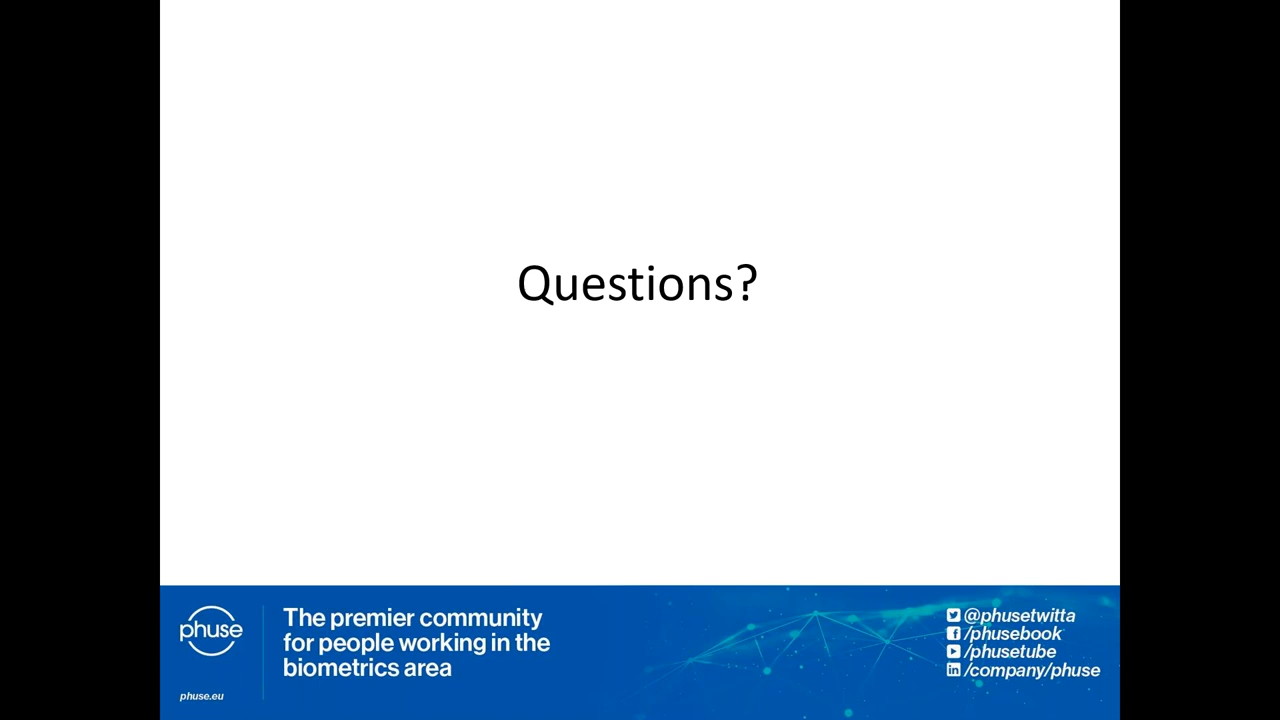 Questions?
phuse
phuse.eu
The premier community
for people working in the
biometrics area
@phusetwitta
/phusebook
/phusetube
/company/phuse